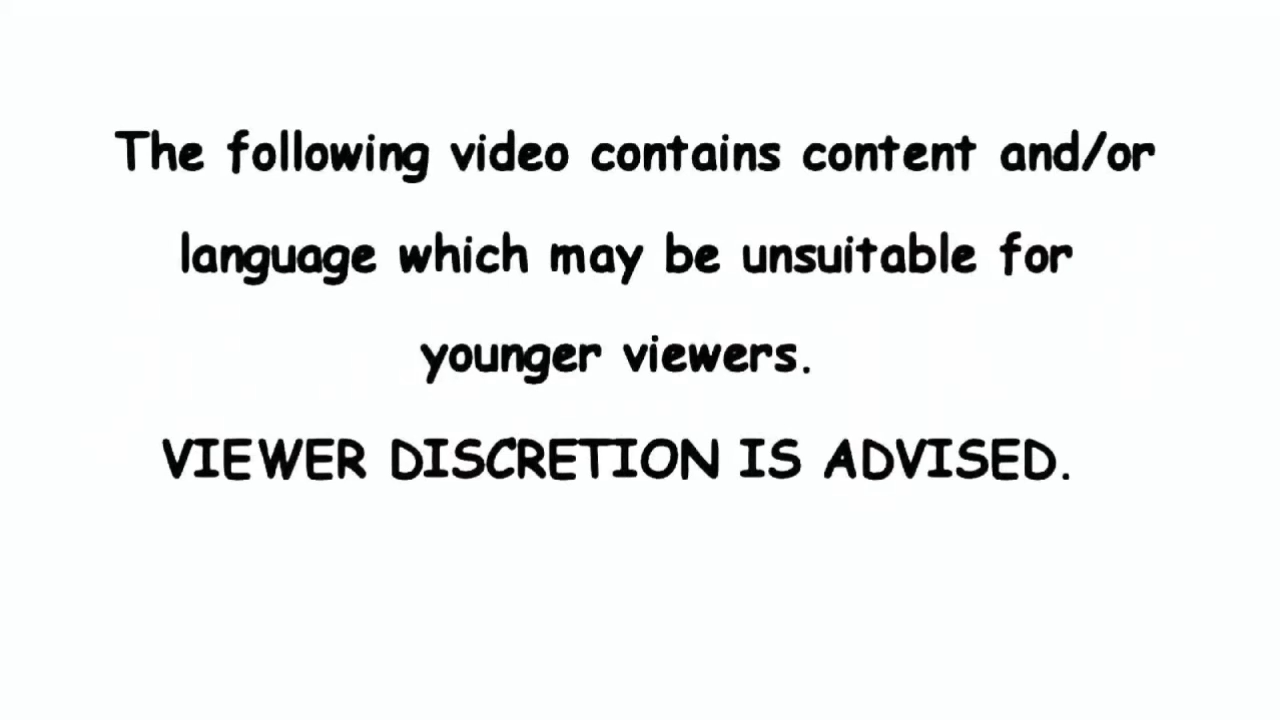 The following video contains content and/or
language which may be unsuitable for
younger viewers.
VIEWER DISCRETION IS ADVISED.